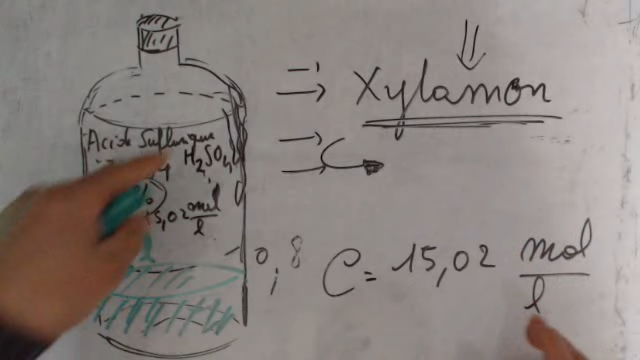 Acide Sulfurique
H2SO4
15,02 mol/l
Xylamon
0,8
C = 15,02 mol/l